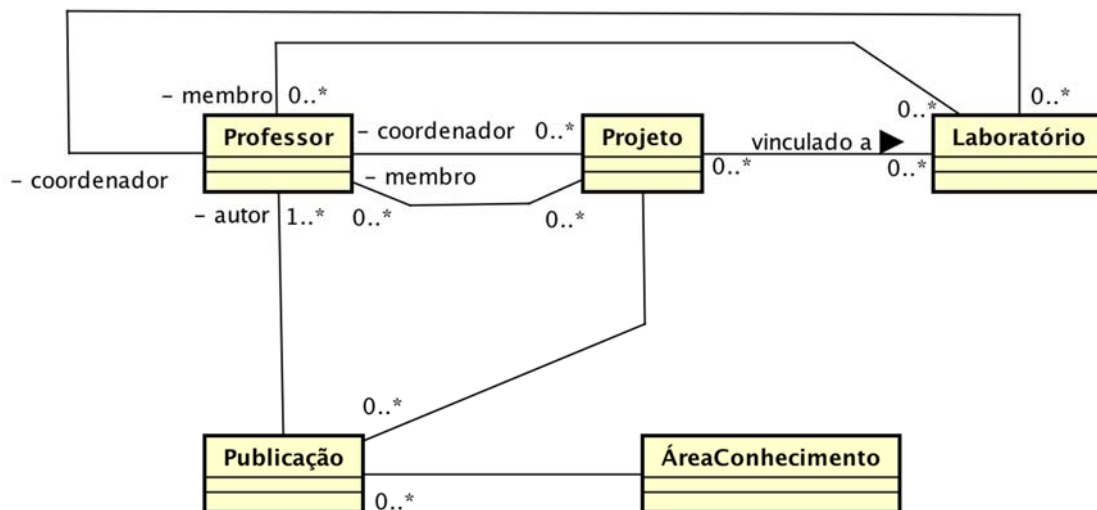 – membro 0..*
0..*
0..*
Professor
– coordenador 0..*
Projeto
vinculado a
Laboratório
0..*
0..*
– coordenador
– membro
– autor 1..*
0..*
0..*
0..*
Publicação
ÁreaConhecimento
0..*